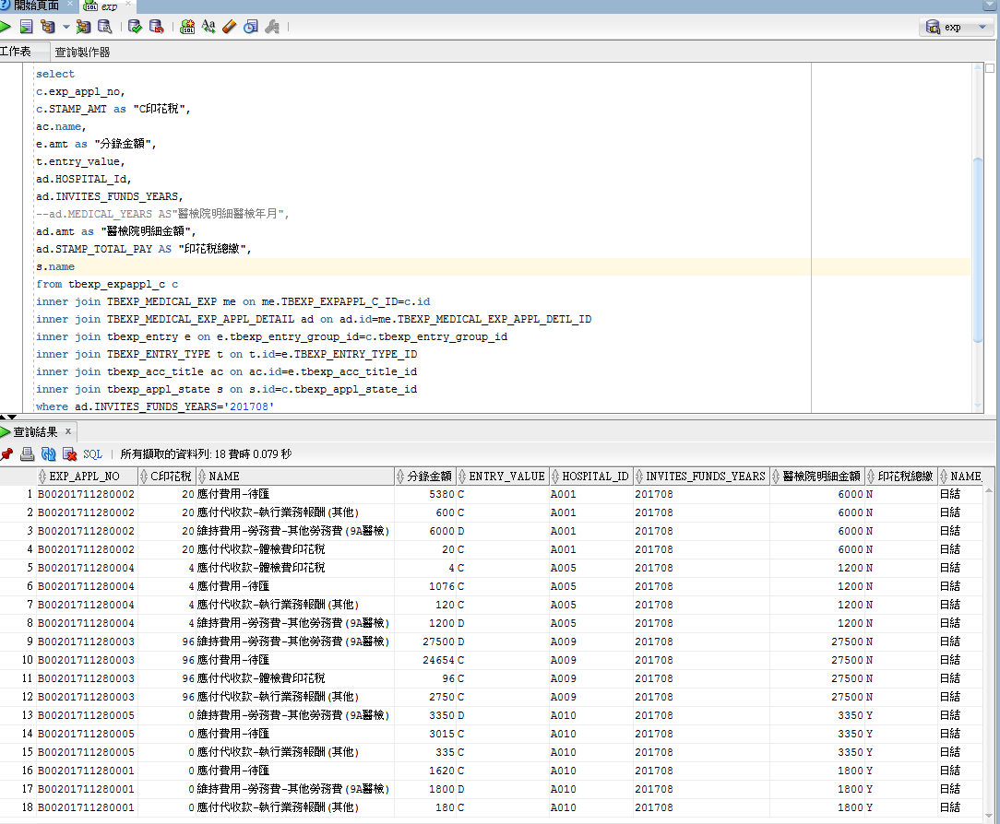 開始頁面 × exp ×
exp
工作表 查詢製作器
select
c.exp_appl_no,
c.STAMP_AMT as "C印花稅",
ac.name,
e.amt as "分錄金額",
t.entry_value,
ad.HOSPITAL_Id,
ad.INVITES_FUNDS_YEARS,
--ad.MEDICAL_YEARS AS"醫檢院明細醫檢年月",
ad.amt as "醫檢院明細金額",
ad.STAMP_TOTAL_PAY AS "印花稅總繳",
s.name
from tbexp_expappl_c c
inner join TBEXP_MEDICAL_EXP me on me.TBEXP_EXPAPPL_C_ID=c.id
inner join TBEXP_MEDICAL_EXP_APPL_DETAIL ad on ad.id=me.TBEXP_MEDICAL_EXP_APPL_DETL_ID
inner join tbexp_entry e on e.tbexp_entry_group_id=c.tbexp_entry_group_id
inner join TBEXP_ENTRY_TYPE t on t.id=e.TBEXP_ENTRY_TYPE_ID
inner join tbexp_acc_title ac on ac.id=e.tbexp_acc_title_id
inner join tbexp_appl_state s on s.id=c.tbexp_appl_state_id
where ad.INVITES_FUNDS_YEARS='201708'
查詢結果 ×
SQL | 所有擷取的資料列: 18 費時 0.079 秒
EXP_APPL_NO C印花稅 NAME 分錄金額 ENTRY_VALUE HOSPITAL_ID INVITES_FUNDS_YEARS 醫檢院明細金額 印花稅總繳 NAME_
1 B00201711280002 20 應付費用-待匯 5380 C A001 201708 6000 N 日結
2 B00201711280002 20 應付代收款-執行業務報酬(其他) 600 C A001 201708 6000 N 日結
3 B00201711280002 20 維持費用-勞務費-其他勞務費(9A醫檢) 6000 D A001 201708 6000 N 日結
4 B00201711280002 20 應付代收款-體檢費印花稅 20 C A001 201708 6000 N 日結
5 B00201711280004 4 應付代收款-體檢費印花稅 4 C A005 201708 1200 N 日結
6 B00201711280004 4 應付費用-待匯 1076 C A005 201708 1200 N 日結
7 B00201711280004 4 應付代收款-執行業務報酬(其他) 120 C A005 201708 1200 N 日結
8 B00201711280004 4 維持費用-勞務費-其他勞務費(9A醫檢) 1200 D A005 201708 1200 N 日結
9 B00201711280003 96 維持費用-勞務費-其他勞務費(9A醫檢) 27500 D A009 201708 27500 N 日結
10 B00201711280003 96 應付費用-待匯 24654 C A009 201708 27500 N 日結
11 B00201711280003 96 應付代收款-體檢費印花稅 96 C A009 201708 27500 N 日結
12 B00201711280003 96 應付代收款-執行業務報酬(其他) 2750 C A009 201708 27500 N 日結
13 B00201711280005 0 維持費用-勞務費-其他勞務費(9A醫檢) 3350 D A010 201708 3350 Y 日結
14 B00201711280005 0 應付費用-待匯 3015 C A010 201708 3350 Y 日結
15 B00201711280005 0 應付代收款-執行業務報酬(其他) 335 C A010 201708 3350 Y 日結
16 B00201711280001 0 應付費用-待匯 1620 C A010 201708 1800 Y 日結
17 B00201711280001 0 維持費用-勞務費-其他勞務費(9A醫檢) 1800 D A010 201708 1800 Y 日結
18 B00201711280001 0 應付代收款-執行業務報酬(其他) 180 C A010 201708 1800 Y 日結